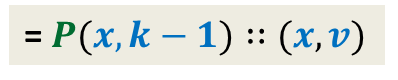 = P(x, k − 1) ∷ (x, v)